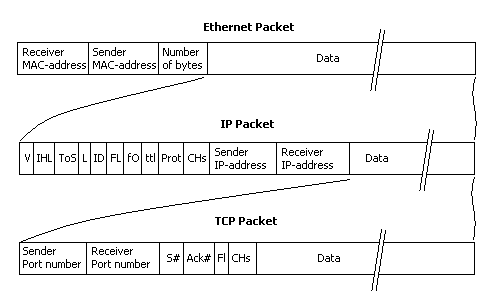 Ethernet Packet
Receiver Sender Number
MAC-address MAC-address of bytes Data
IP Packet
V IHL ToS L ID FL fO ttl Prot CHs Sender Receiver Data
IP-address IP-address
TCP Packet
Sender Receiver S# Ack# Fl CHs Data
Port number Port number